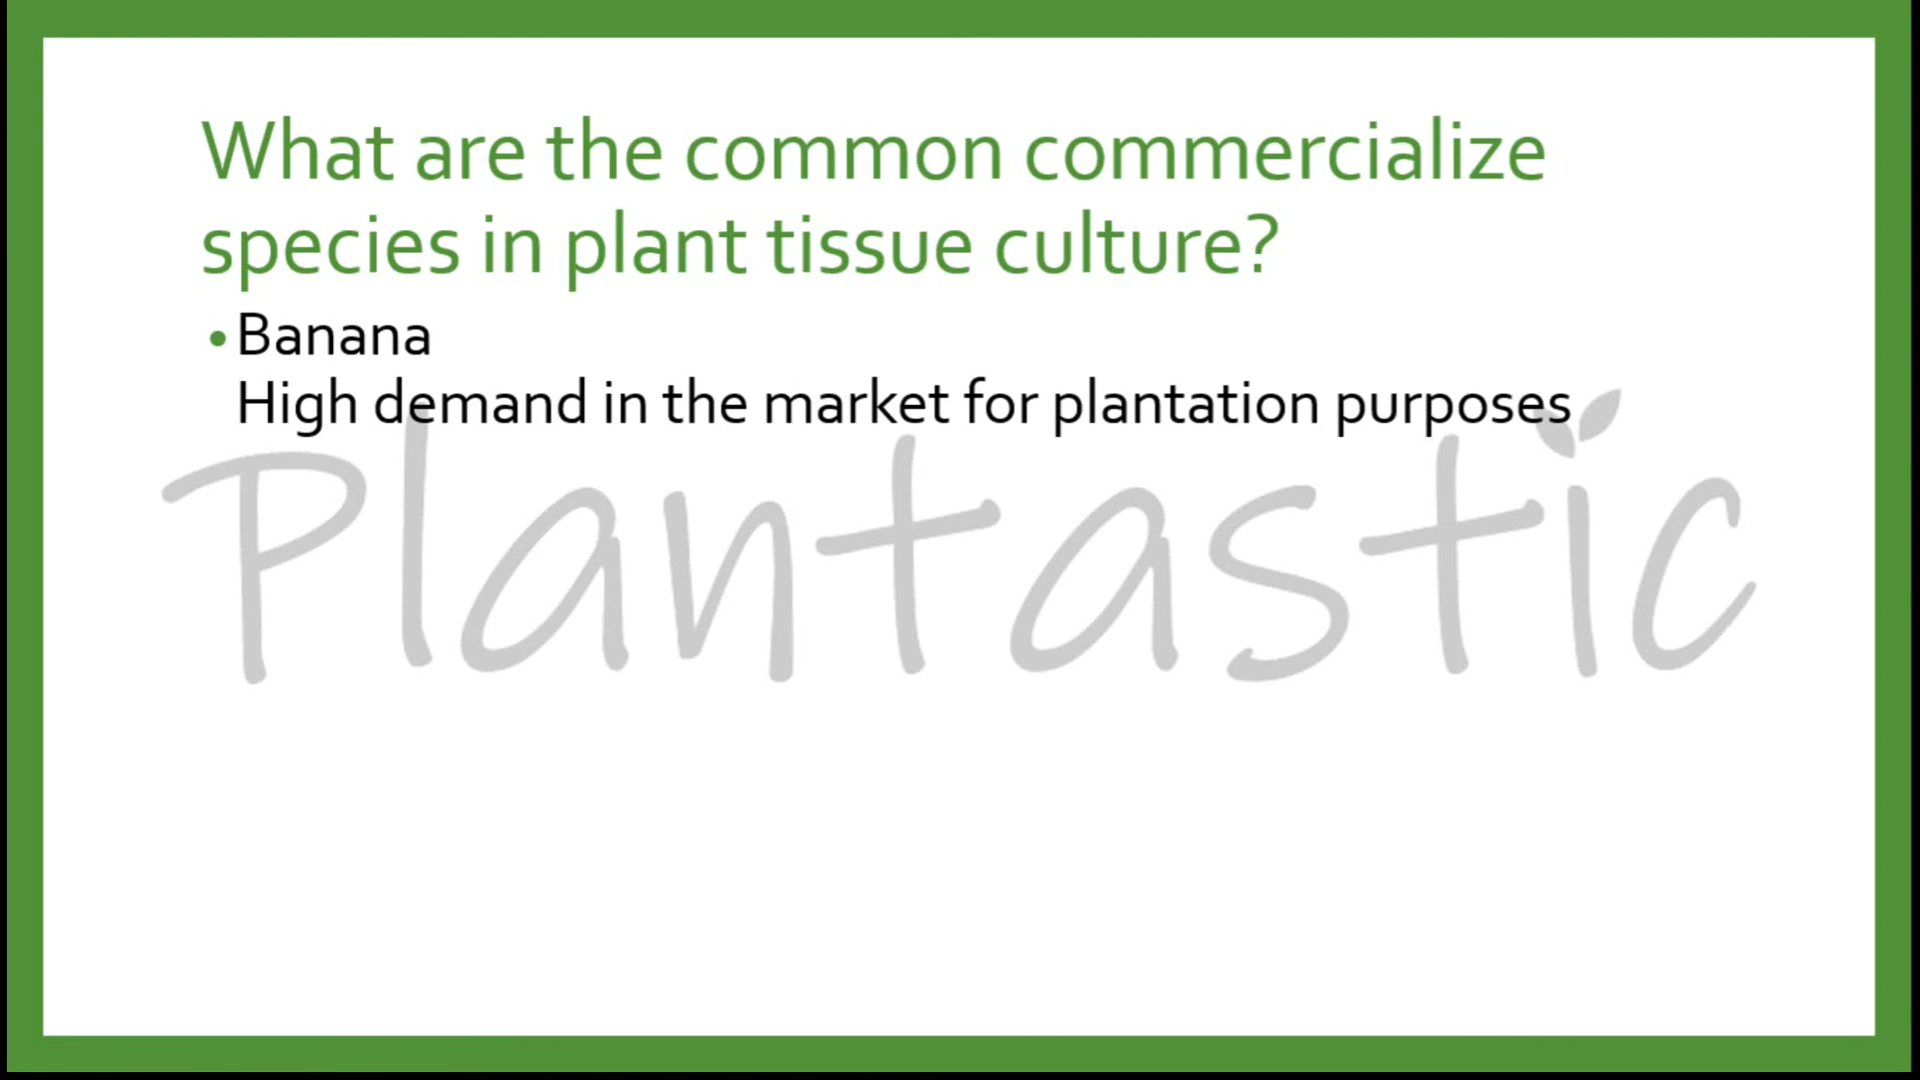 What are the common commercialize
species in plant tissue culture?
•Banana
High demand in the market for plantation purposes
Plantastic